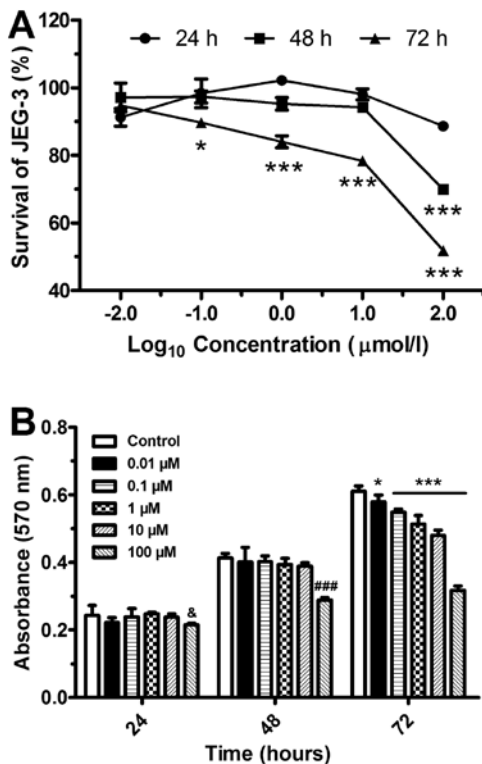 A
24 h 48 h 72 h
Survival of JEG-3 (%)
120
100
80
60
40
*
***
***
***
***
-2.0 -1.0 0.0 1.0 2.0
Log₁₀ Concentration ( μmol/l)
B
Absorbance (570 nm)
0.8
0.6
0.4
0.2
0.0
Control
0.01 μM
0.1 μM
1 μM
10 μM
100 μM
&
###
*
***
24 48 72
Time (hours)